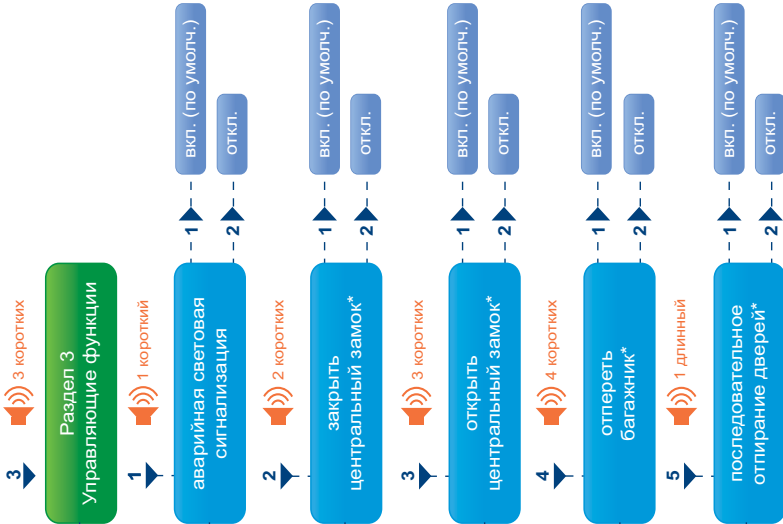 3
3 коротких
Раздел 3
Управляющие функции
1
1 короткий
аварийная световая
сигнализация
1
вкл. (по умолч.)
2
откл.
2
2 коротких
закрыть
центральный замок*
1
вкл. (по умолч.)
2
откл.
3
3 коротких
открыть
центральный замок*
1
вкл. (по умолч.)
2
откл.
4
4 коротких
отпереть
багажник*
1
вкл. (по умолч.)
2
откл.
5
1 длинный
последовательное
отпирание дверей*
1
вкл. (по умолч.)
2
откл.